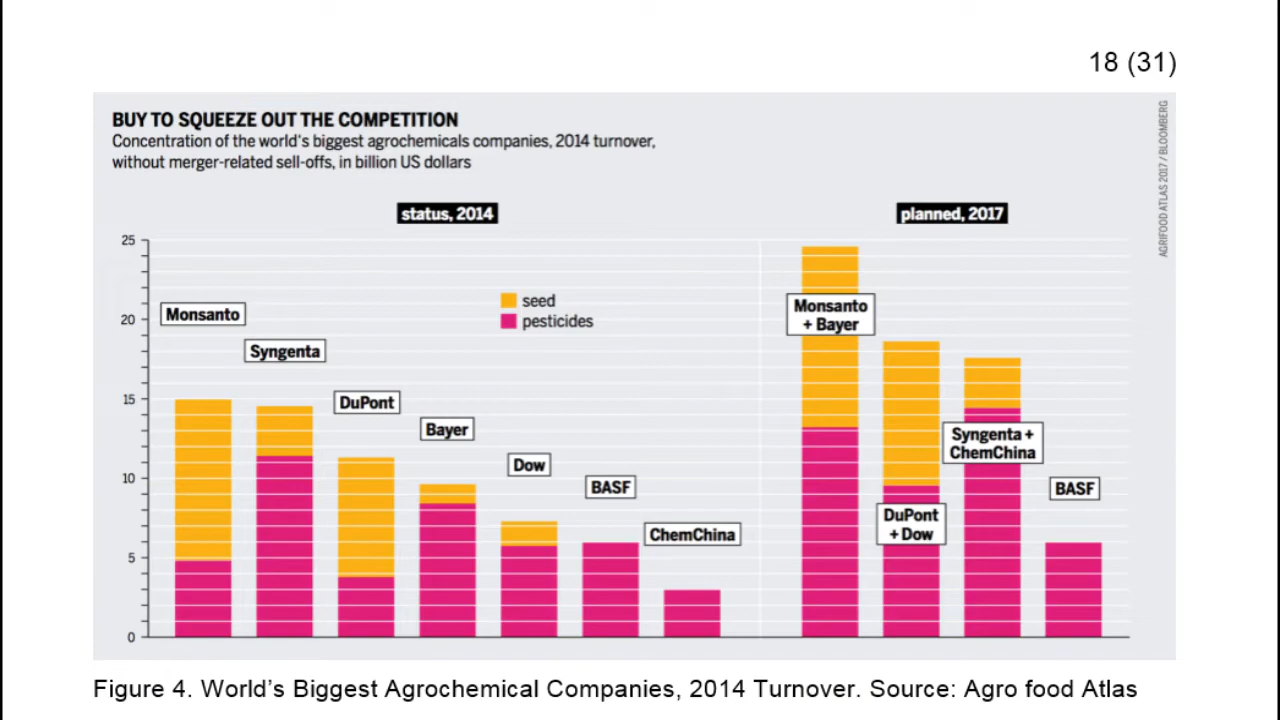 18 (31)
BUY TO SQUEEZE OUT THE COMPETITION
Concentration of the world's biggest agrochemicals companies, 2014 turnover,
without merger-related sell-offs, in billion US dollars
AGRIFOOD ATLAS 2017 / BLOOMBERG
status, 2014
planned, 2017
25
20
15
10
5
0
seed
pesticides
Monsanto
Syngenta
DuPont
Bayer
Dow
BASF
ChemChina
Monsanto
+ Bayer
DuPont
+ Dow
Syngenta +
ChemChina
BASF
Figure 4. World's Biggest Agrochemical Companies, 2014 Turnover. Source: Agro food Atlas